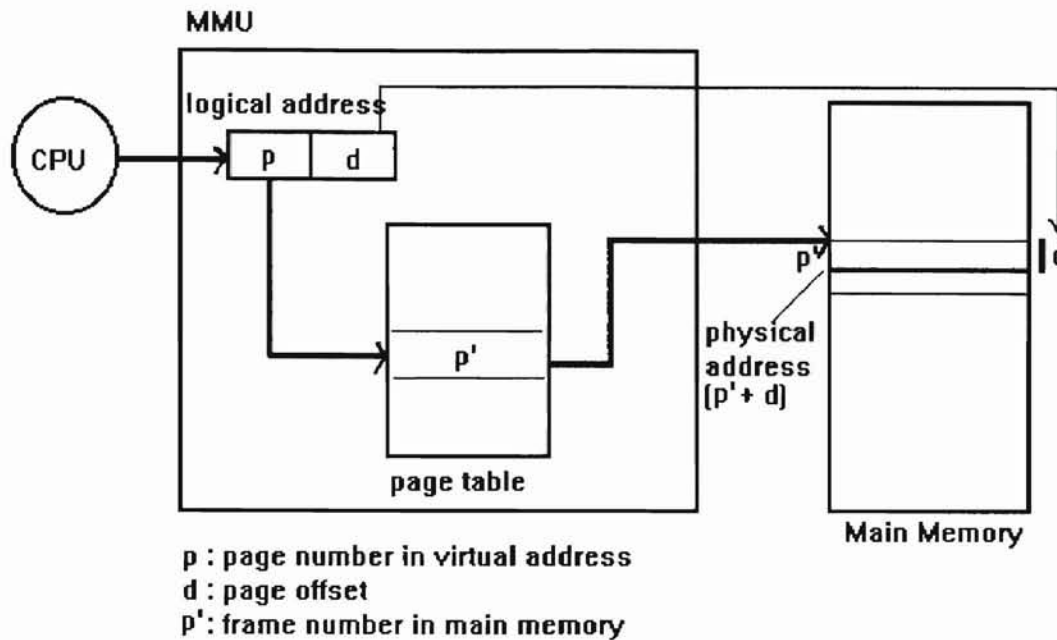 MMU
logical address
CPU
p
d
p'
p'
physical
address
(p'+ d)
page table
Main Memory
p : page number in virtual address
d : page offset
p': frame number in main memory